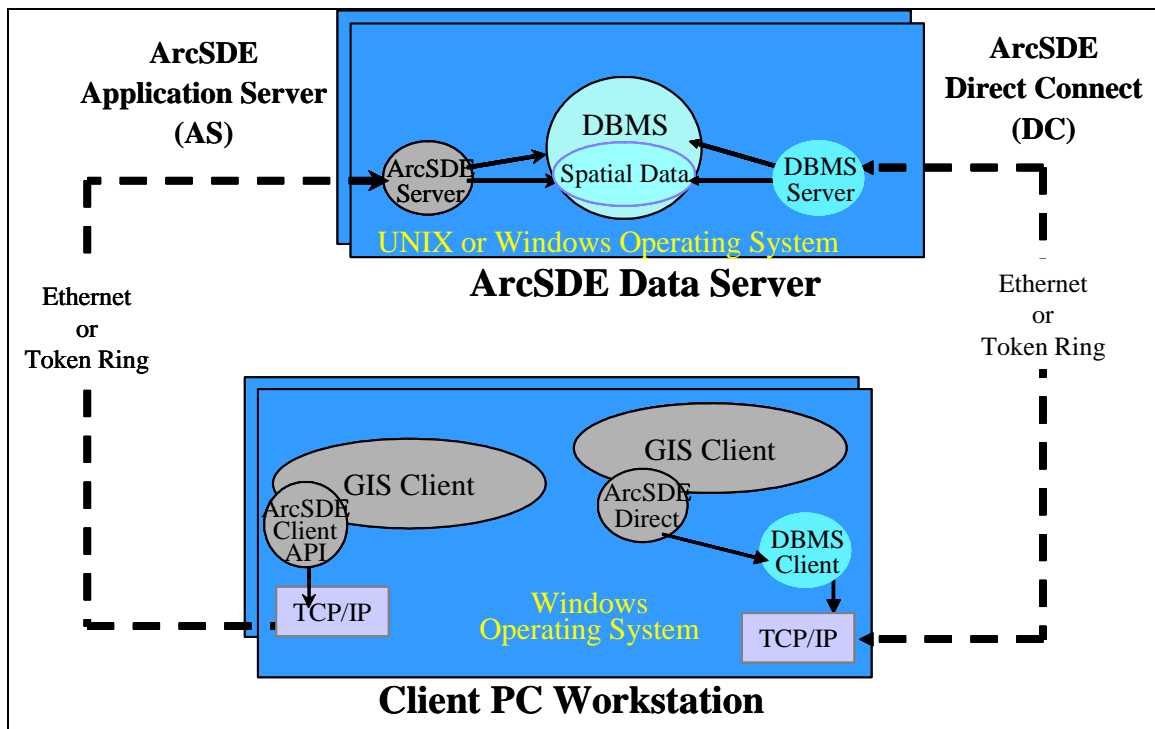 ArcSDE
Application Server
(AS)
ArcSDE
Direct Connect
(DC)
DBMS
Spatial Data
ArcSDE
Server
DBMS
Server
UNIX or Windows Operating System
ArcSDE Data Server
Ethernet
or
Token Ring
Ethernet
or
Token Ring
GIS Client
ArcSDE
Client
API
TCP/IP
GIS Client
ArcSDE
Direct
DBMS
Client
TCP/IP
Windows
Operating System
Client PC Workstation